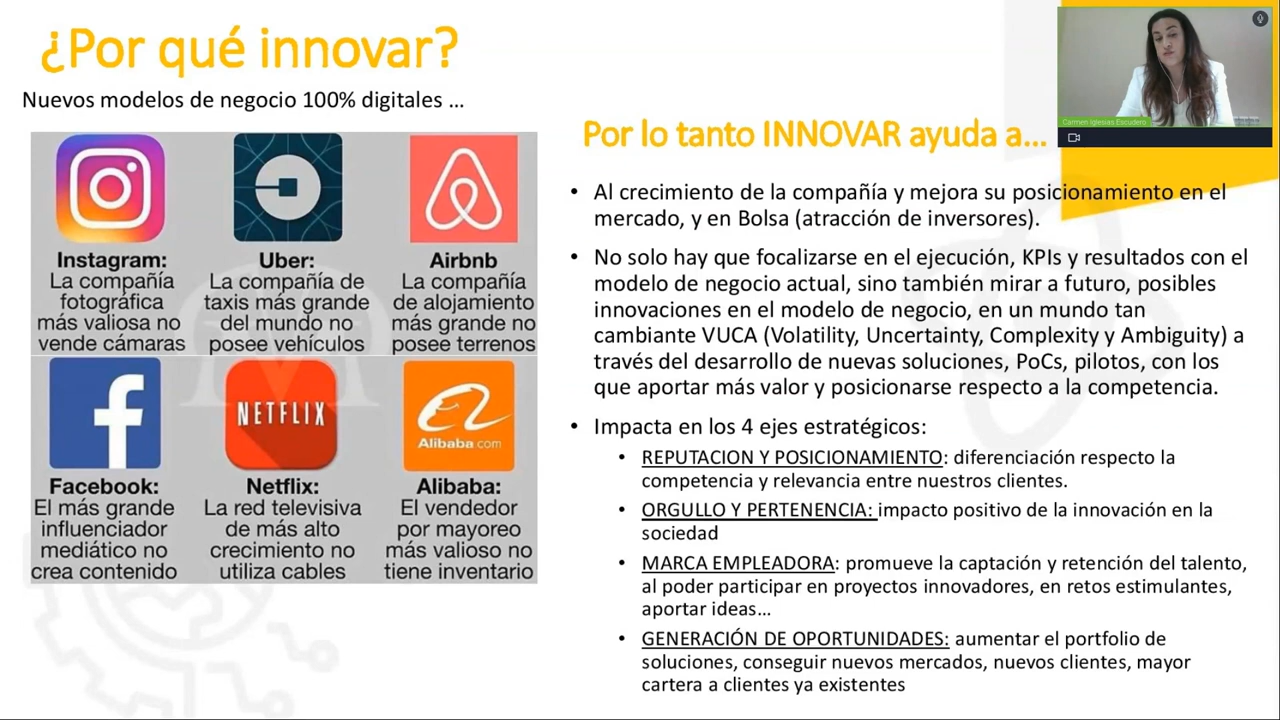 ¿Por qué innovar?
Nuevos modelos de negocio 100% digitales ...
Instagram:
La compañía
fotográfica
más valiosa no
vende cámaras
Uber:
La compañía de
taxis más grande
del mundo no
posee vehículos
Airbnb
La compañía
de alojamiento
más grande no
posee terrenos
NETFLIX
Alibaba.com
Facebook:
El más grande
influenciador
mediático no
crea contenido
Netflix:
La red televisiva
de más alto
crecimiento no
utiliza cables
Alibaba:
El vendedor
por mayoreo
más valioso no
tiene inventario
Carmen Iglesias Escudero
Por lo tanto INNOVAR ayuda a...
• Al crecimiento de la compañía y mejora su posicionamiento en el
mercado, y en Bolsa (atracción de inversores).
• No solo hay que focalizarse en el ejecución, KPIs y resultados con el
modelo de negocio actual, sino también mirar a futuro, posibles
innovaciones en el modelo de negocio, en un mundo tan
cambiante VUCA (Volatility, Uncertainty, Complexity y Ambiguity) a
través del desarrollo de nuevas soluciones, PoCs, pilotos, con los
que aportar más valor y posicionarse respecto a la competencia.
• Impacta en los 4 ejes estratégicos:
• REPUTACION Y POSICIONAMIENTO: diferenciación respecto la
competencia y relevancia entre nuestros clientes.
• ORGULLO Y PERTENENCIA: impacto positivo de la innovación en la
sociedad
• MARCA EMPLEADORA: promueve la captación y retención del talento,
al poder participar en proyectos innovadores, en retos estimulantes,
aportar ideas...
• GENERACIÓN DE OPORTUNIDADES: aumentar el portfolio de
soluciones, conseguir nuevos mercados, nuevos clientes, mayor
cartera a clientes ya existentes